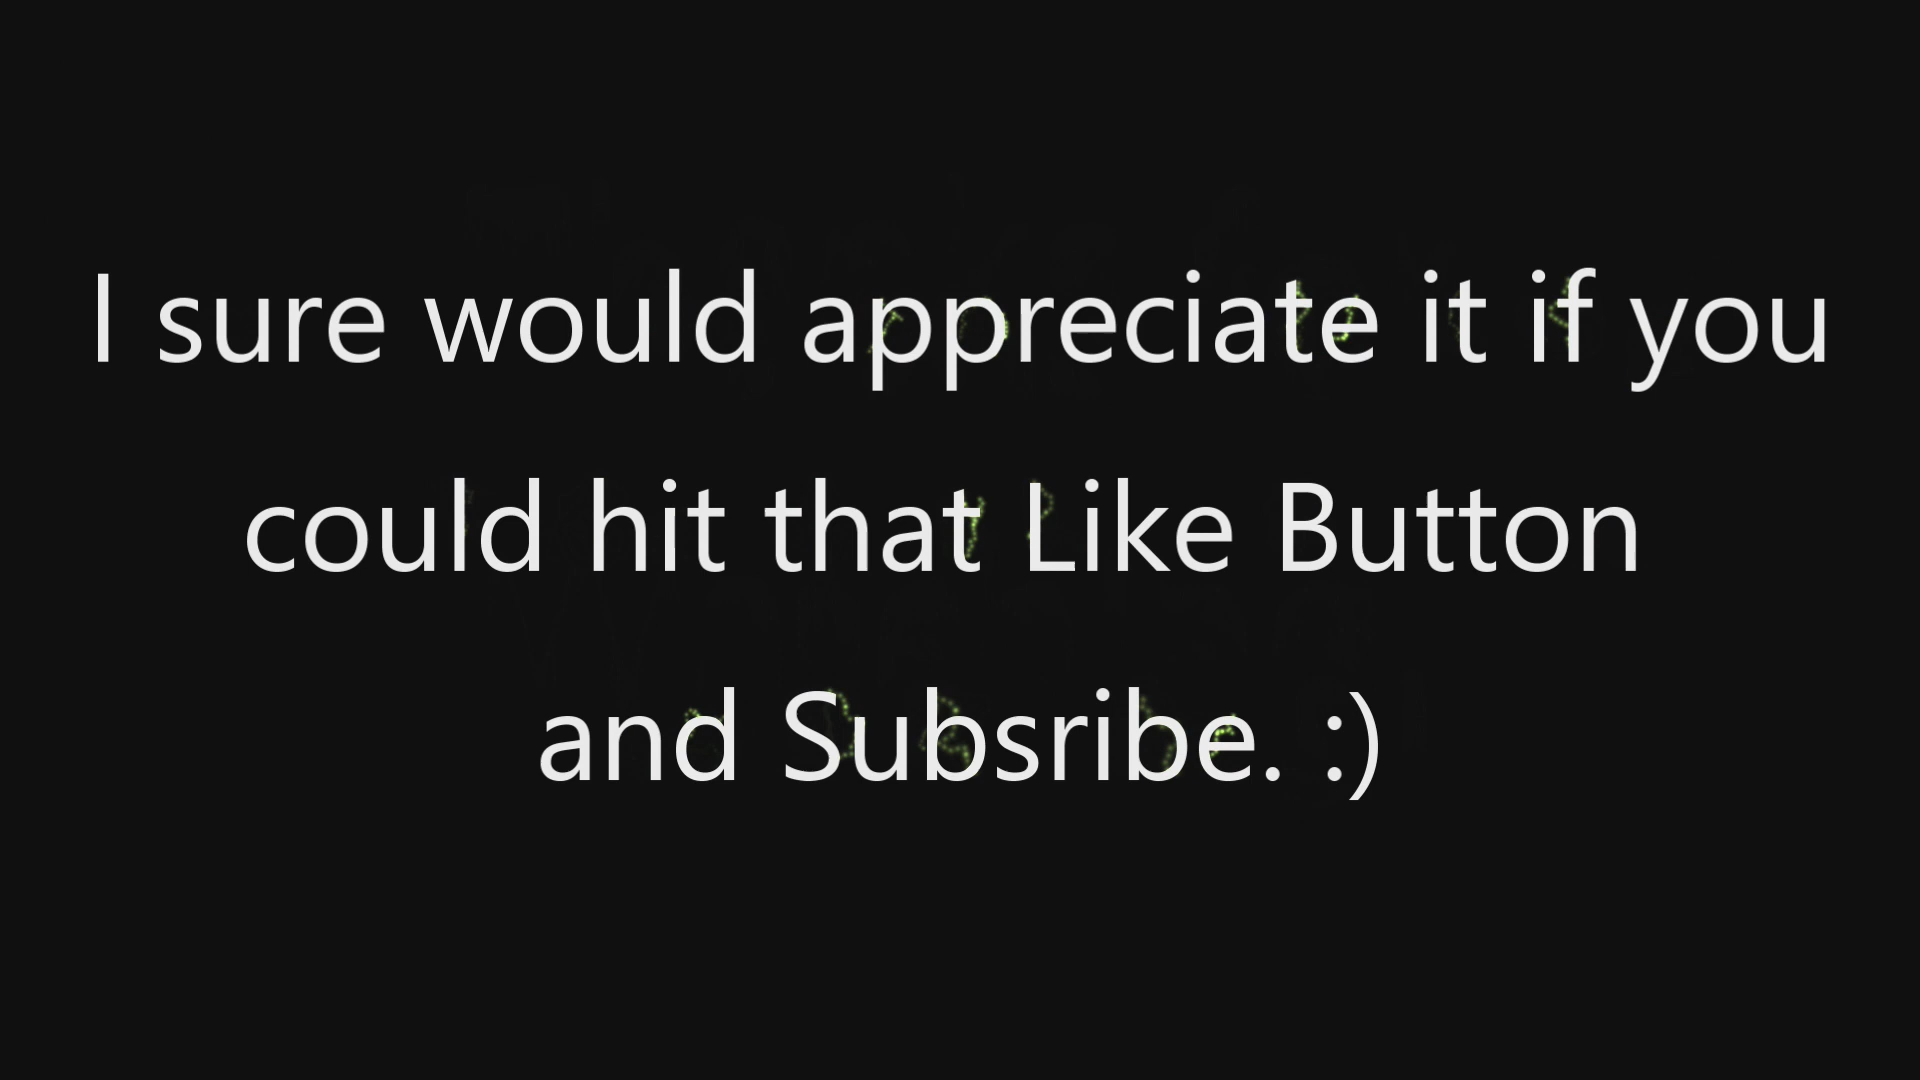 I sure would appreciate it if you
could hit that Like Button
and Subsribe. :)